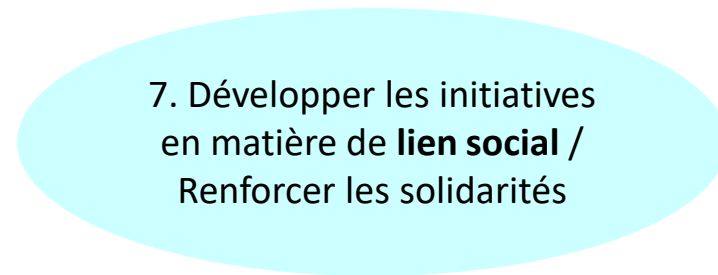 7. Développer les initiatives
en matière de lien social /
Renforcer les solidarités